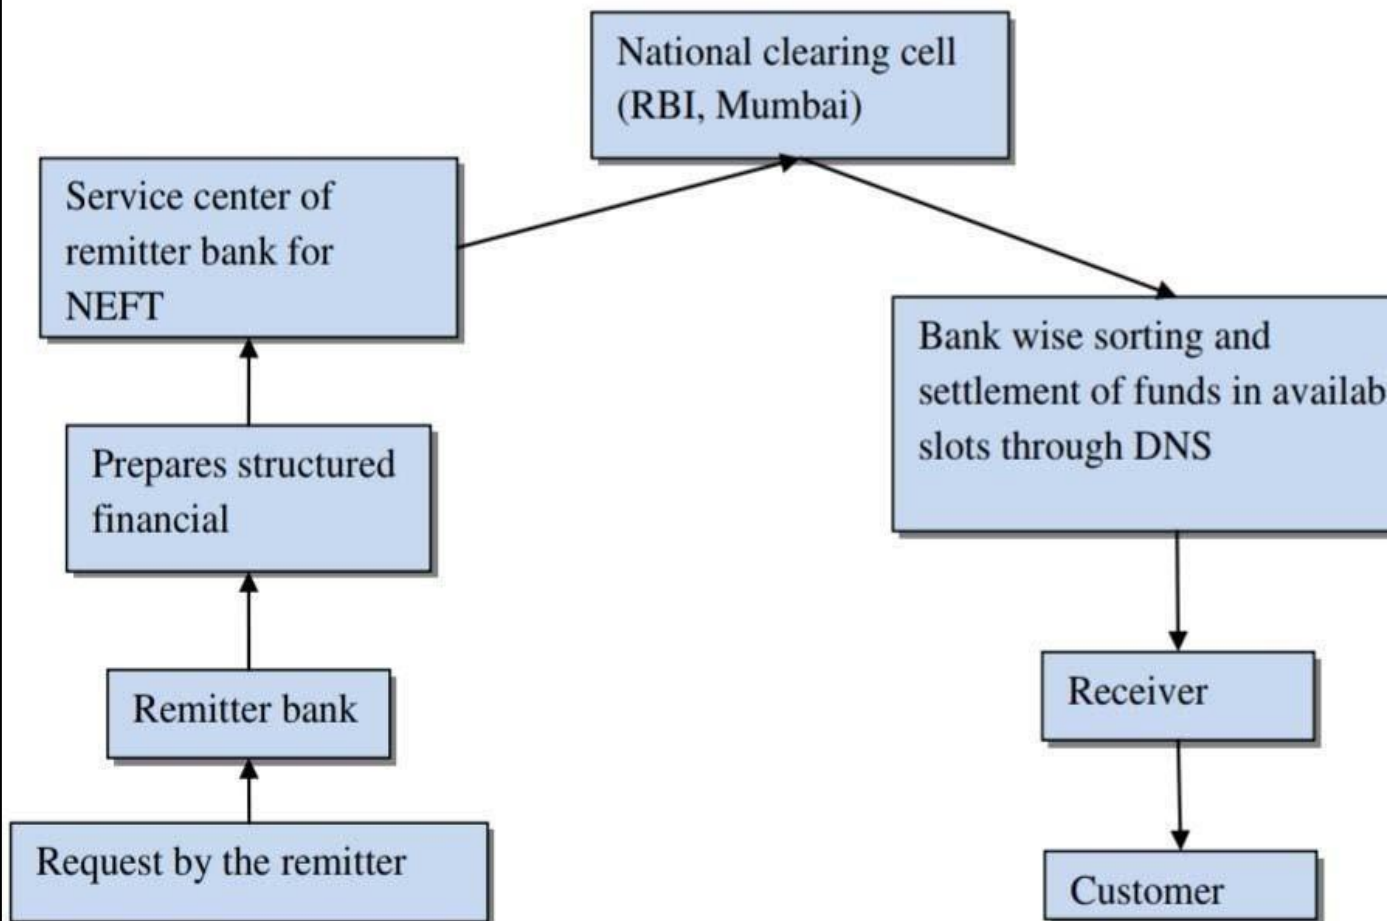 National clearing cell
(RBI, Mumbai)
Service center of
remitter bank for
NEFT
Bank wise sorting and
settlement of funds in availab
slots through DNS
Prepares structured
financial
Remitter bank
Receiver
Request by the remitter
Customer